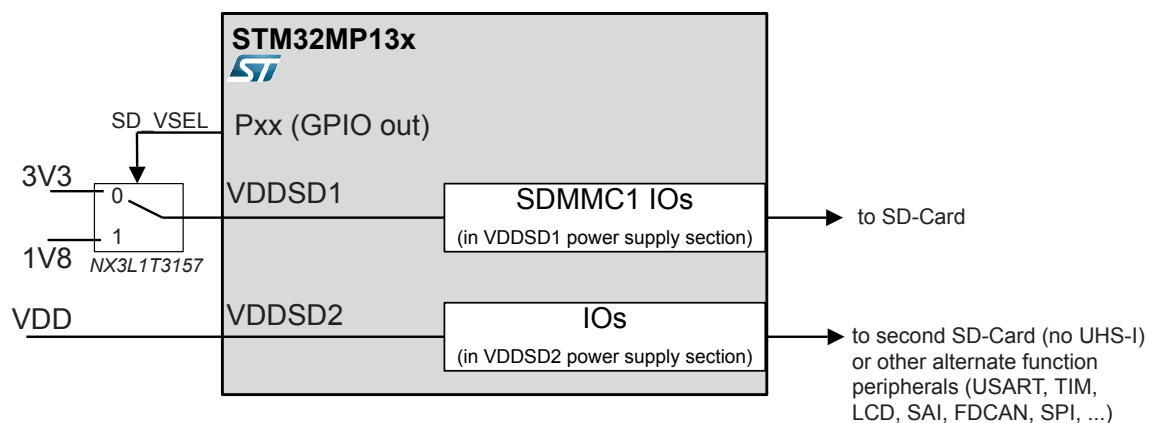 STM32MP13x
ST
SD_VSEL
Pxx (GPIO out)
3V3
0
VDDSD1
SDMMC1 IOs
(in VDDSD1 power supply section)
to SD-Card
1
1V8
NX3L1T3157
VDD
VDDSD2
IOs
(in VDDSD2 power supply section)
to second SD-Card (no UHS-I)
or other alternate function
peripherals (USART, TIM,
LCD, SAI, FDCAN, SPI, ...)